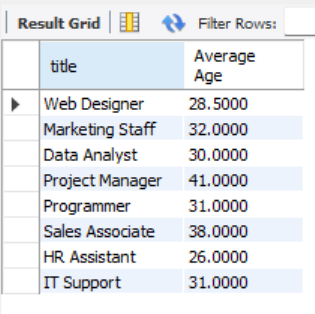 Result Grid Filter Rows:
title Average
Age
Web Designer 28.5000
Marketing Staff 32.0000
Data Analyst 30.0000
Project Manager 41.0000
Programmer 31.0000
Sales Associate 38.0000
HR Assistant 26.0000
IT Support 31.0000